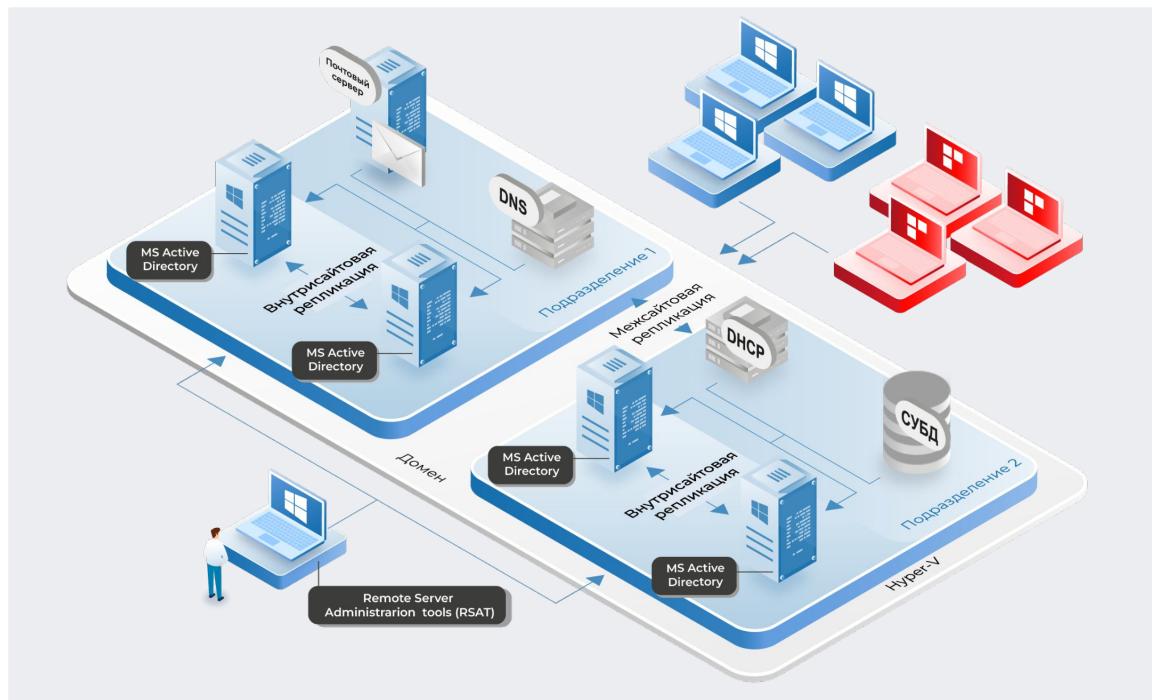 Почтовый
сервер
DNS
MS Active
Directory
Внутрисайтовая
репликация
Подразделение 1
MS Active
Directory
Межсайтовая
репликация
DHCP
СУБД
MS Active
Directory
Домен
Внутрисайтовая
репликация
Подразделение 2
MS Active
Directory
Hyper-V
Remote Server
Administrarion tools (RSAT)